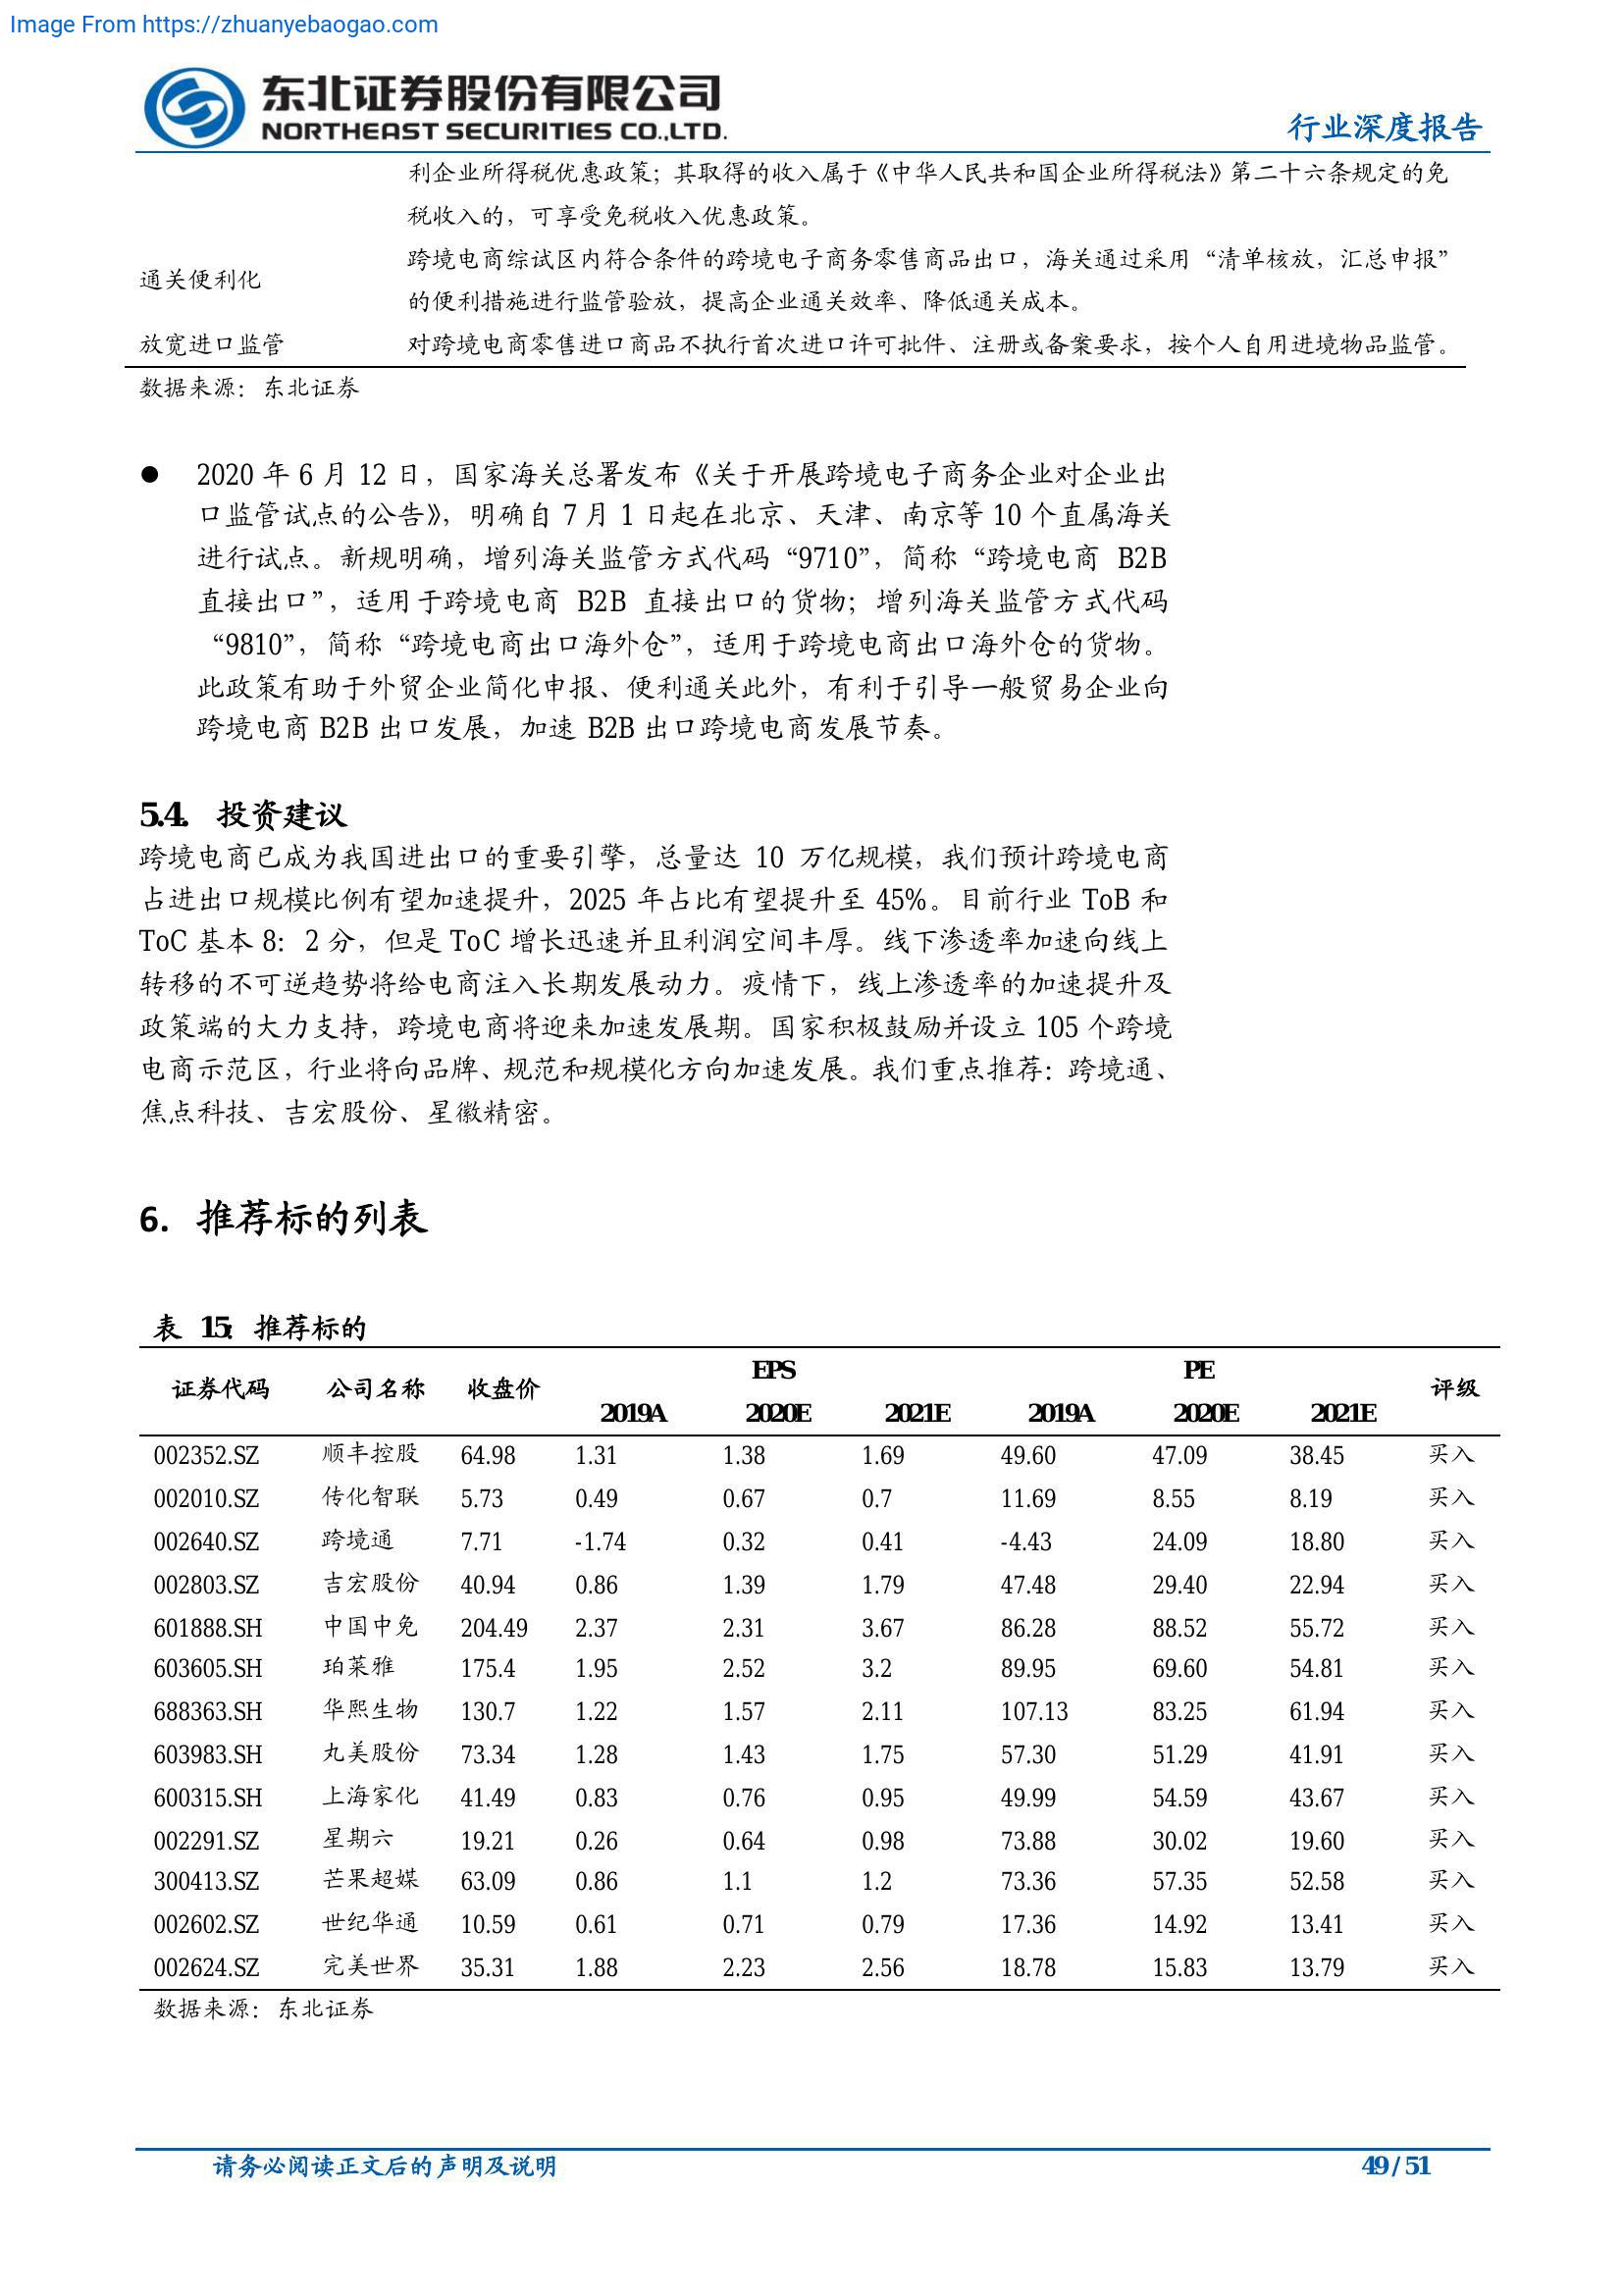 Image From https://zhuanyebaogao.com
东北证券股份有限公司
NORTHEAST SECURITIES CO.,LTD.
行业深度报告
利企业所得税优惠政策；其取得的收入属于《中华人民共和国企业所得税法》第二十六条规定的免
税收入的，可享受免税收入优惠政策。
通关便利化
跨境电商综试区内符合条件的跨境电子商务零售商品出口，海关通过采用“清单核放，汇总申报”
的便利措施进行监管验放，提高企业通关效率、降低通关成本。
放宽进口监管 对跨境电商零售进口商品不执行首次进口许可批件、注册或备案要求，按个人自用进境物品监管。
数据来源：东北证券
● 2020 年 6 月 12 日，国家海关总署发布《关于开展跨境电子商务企业对企业出
口监管试点的公告》，明确自 7 月 1 日起在北京、天津、南京等 10 个直属海关
进行试点。新规明确，增列海关监管方式代码“9710”，简称“跨境电商 B2B
直接出口”，适用于跨境电商 B2B 直接出口的货物；增列海关监管方式代码
“9810”，简称“跨境电商出口海外仓”，适用于跨境电商出口海外仓的货物。
此政策有助于外贸企业简化申报、便利通关此外，有利于引导一般贸易企业向
跨境电商 B2B 出口发展，加速 B2B 出口跨境电商发展节奏。
5.4. 投资建议
跨境电商已成为我国进出口的重要引擎，总量达 10 万亿规模，我们预计跨境电商
占进出口规模比例有望加速提升，2025 年占比有望提升至 45%。目前行业 ToB 和
ToC 基本 8：2 分，但是 ToC 增长迅速并且利润空间丰厚。线下渗透率加速向线上
转移的不可逆趋势将给电商注入长期发展动力。疫情下，线上渗透率的加速提升及
政策端的大力支持，跨境电商将迎来加速发展期。国家积极鼓励并设立 105 个跨境
电商示范区，行业将向品牌、规范和规模化方向加速发展。我们重点推荐：跨境通、
焦点科技、吉宏股份、星徽精密。
6. 推荐标的列表
表 15：推荐标的
证券代码 公司名称 收盘价 EPS PE 评级
2019A 2020E 2021E 2019A 2020E 2021E
002352.SZ 顺丰控股 64.98 1.31 1.38 1.69 49.60 47.09 38.45 买入
002010.SZ 传化智联 5.73 0.49 0.67 0.7 11.69 8.55 8.19 买入
002640.SZ 跨境通 7.71 -1.74 0.32 0.41 -4.43 24.09 18.80 买入
002803.SZ 吉宏股份 40.94 0.86 1.39 1.79 47.48 29.40 22.94 买入
601888.SH 中国中免 204.49 2.37 2.31 3.67 86.28 88.52 55.72 买入
603605.SH 珀莱雅 175.4 1.95 2.52 3.2 89.95 69.60 54.81 买入
688363.SH 华熙生物 130.7 1.22 1.57 2.11 107.13 83.25 61.94 买入
603983.SH 丸美股份 73.34 1.28 1.43 1.75 57.30 51.29 41.91 买入
600315.SH 上海家化 41.49 0.83 0.76 0.95 49.99 54.59 43.67 买入
002291.SZ 星期六 19.21 0.26 0.64 0.98 73.88 30.02 19.60 买入
300413.SZ 芒果超媒 63.09 0.86 1.1 1.2 73.36 57.35 52.58 买入
002602.SZ 世纪华通 10.59 0.61 0.71 0.79 17.36 14.92 13.41 买入
002624.SZ 完美世界 35.31 1.88 2.23 2.56 18.78 15.83 13.79 买入
数据来源：东北证券
请务必阅读正文后的声明及说明 49 / 51